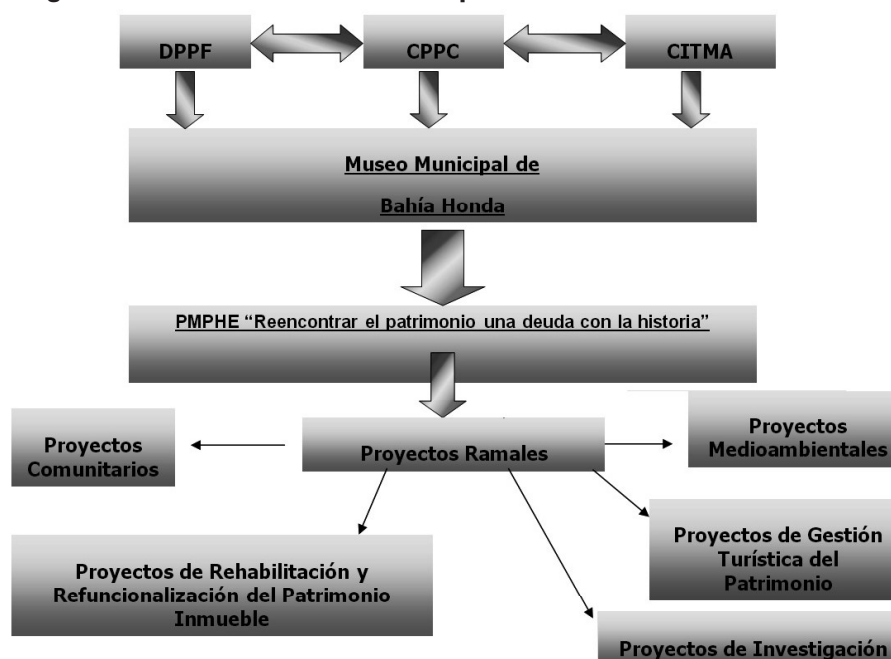 DPPF
CPPC
CITMA
Museo Municipal de
Bahía Honda
PMPHE “Reencontrar el patrimonio una deuda con la historia”
Proyectos
Comunitarios
Proyectos Ramales
Proyectos
Medioambientales
Proyectos de Gestión
Turística del
Patrimonio
Proyectos de Rehabilitación y
Refuncionalización del Patrimonio
Inmueble
Proyectos de Investigación